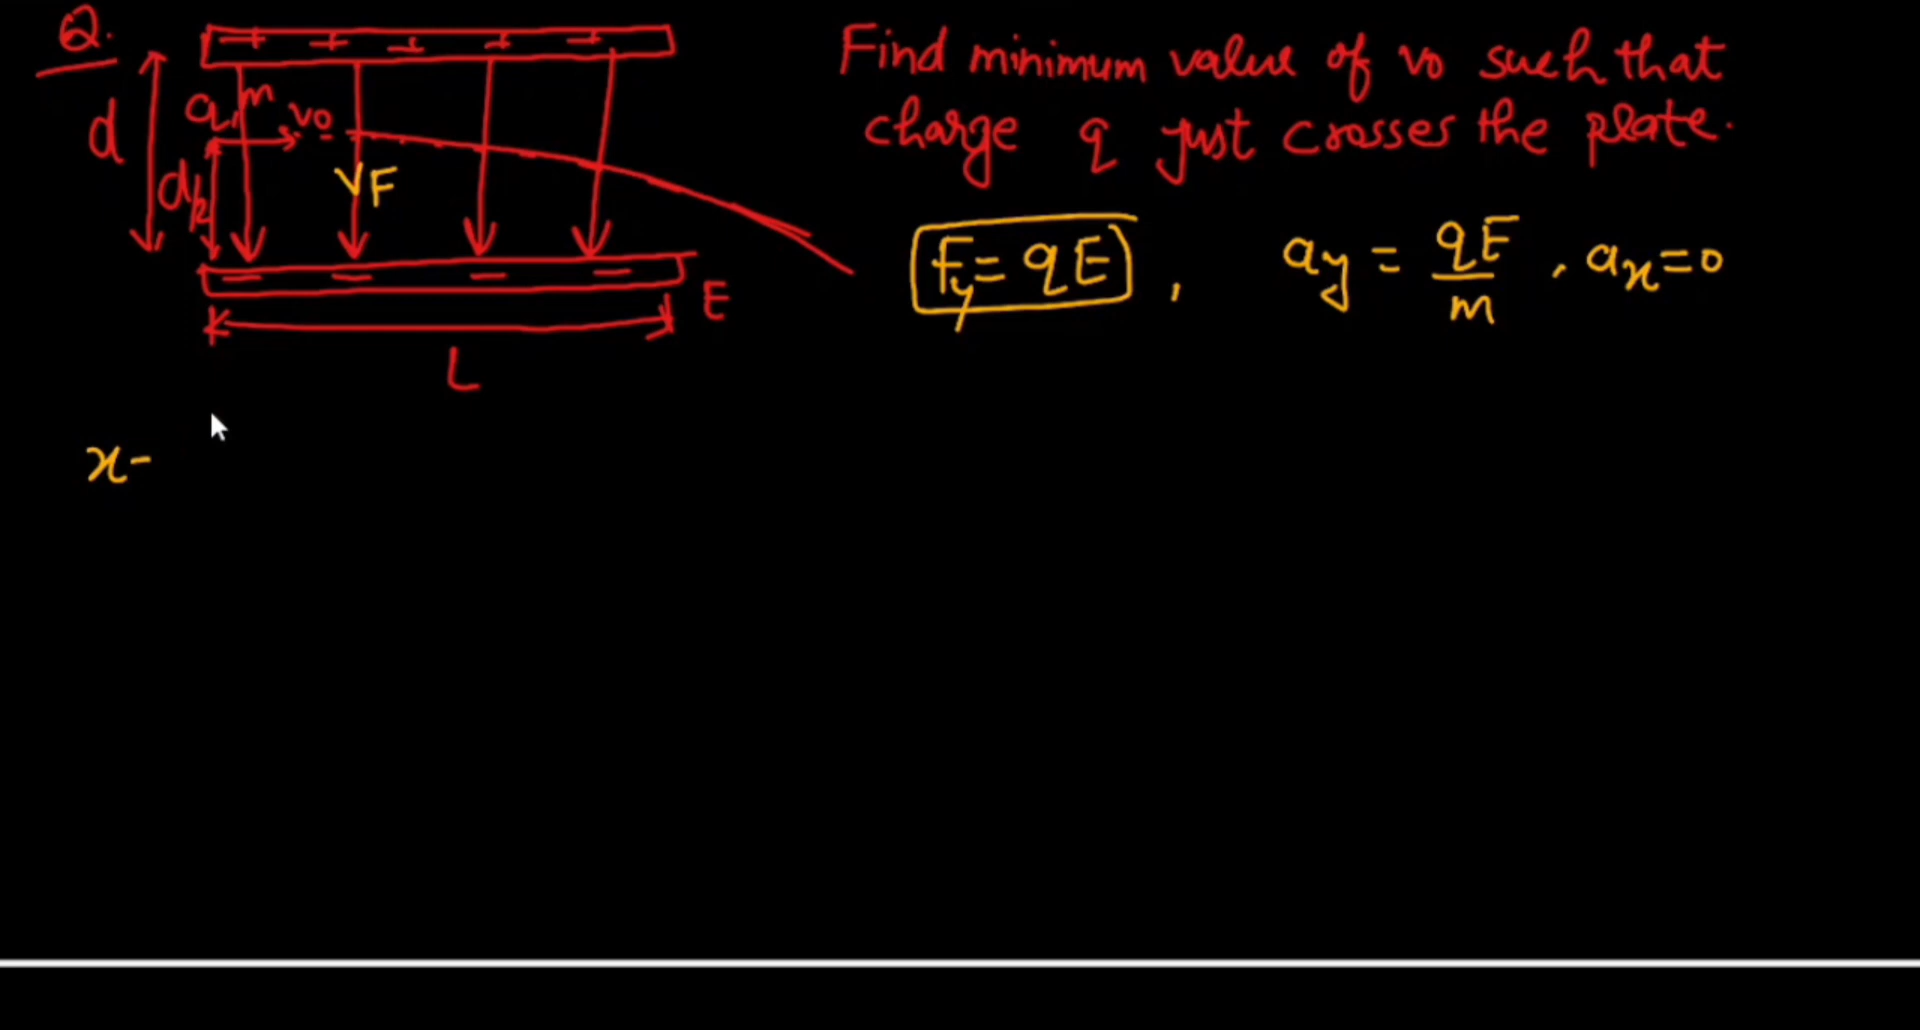 Q.
+ + + + +
d
q, m
v0
d/2
F
- - - -
E
L
Find minimum value of v0 such that
charge q just crosses the plate.
Fy = qE , ay = qE/m , ax = 0
x-